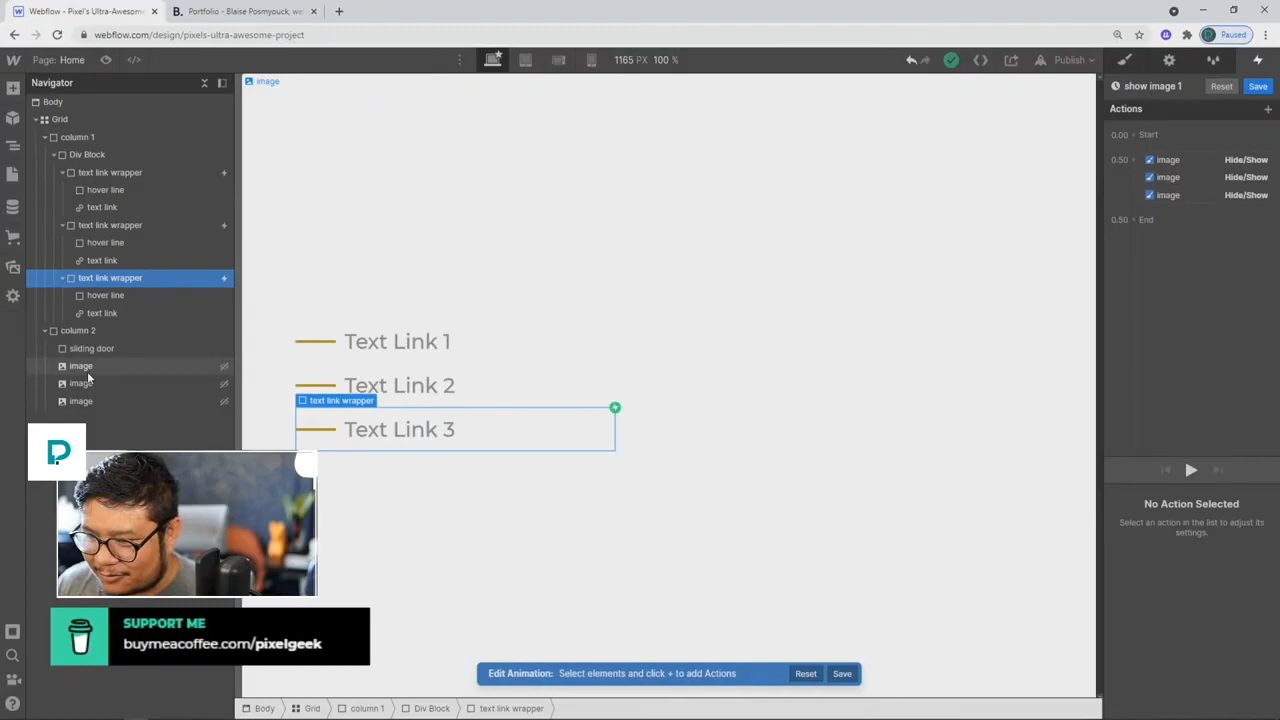 Webflow - Pixel's Ultra-Awesome
Portfolio - Blaise Posmyouck, we
webflow.com/design/pixels-ultra-awesome-project
Paused
Page: Home
1165 PX 100 %
Publish
Navigator
Body
Grid
column 1
Div Block
text link wrapper
hover line
text link
text link wrapper
hover line
text link
text link wrapper
hover line
text link
column 2
sliding door
image
image
image
image
Text Link 1
Text Link 2
text link wrapper
Text Link 3
show image 1
Reset
Save
Actions
0.00
Start
0.50
image
Hide/Show
image
Hide/Show
image
Hide/Show
0.50
End
No Action Selected
Select an action in the list to adjust its
settings.
SUPPORT ME
buymeacoffee.com/pixelgeek
Edit Animation: Select elements and click + to add Actions
Reset
Save
Body
Grid
column 1
Div Block
text link wrapper